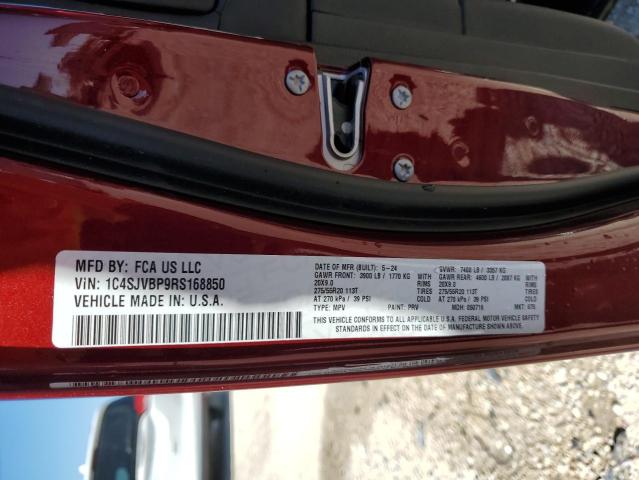 MFD BY: FCA US LLC
VIN: 1C4SJVBP9RS168850
VEHICLE MADE IN: U.S.A.
DATE OF MFR (BUILT): 5-24
GAWR FRONT: 3900 LB / 1770 KG
20X9.0 RIMS
275/55R20 113T TIRES
AT 270 kPa / 39 PSI COLD
TYPE: MPV PAINT: PRV
GVWR: 7400 LB / 3357 KG
GAWR REAR: 4600 LB / 2087 KG WITH
20X9.0 RIMS
275/55R20 113T TIRES
AT 270 kPa / 39 PSI COLD
MDH: MKT:
THIS VEHICLE CONFORMS TO ALL APPLICABLE U.S.A. FEDERAL MOTOR VEHICLE SAFETY
STANDARDS IN EFFECT ON THE DATE OF MANUFACTURE SHOWN ABOVE.